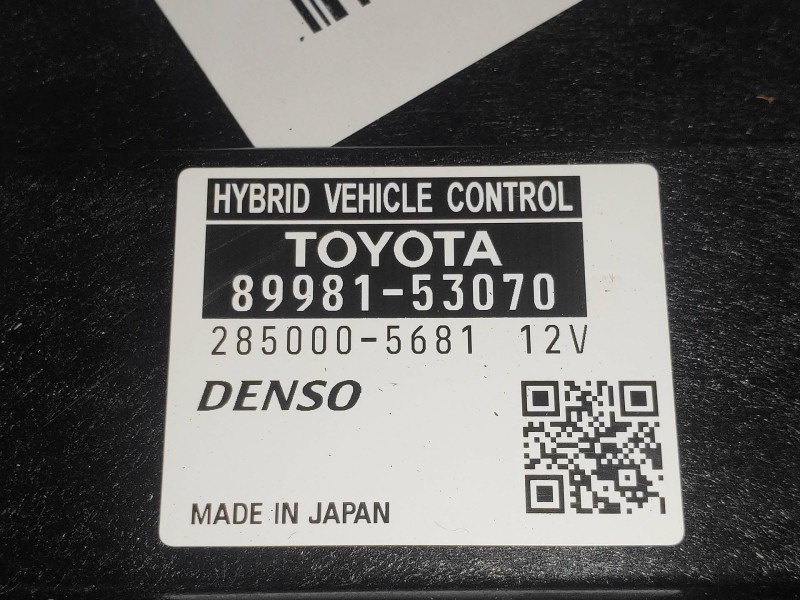 HYBRID VEHICLE CONTROL
TOYOTA
89981-53070
285000-5681 12V
DENSO
MADE IN JAPAN